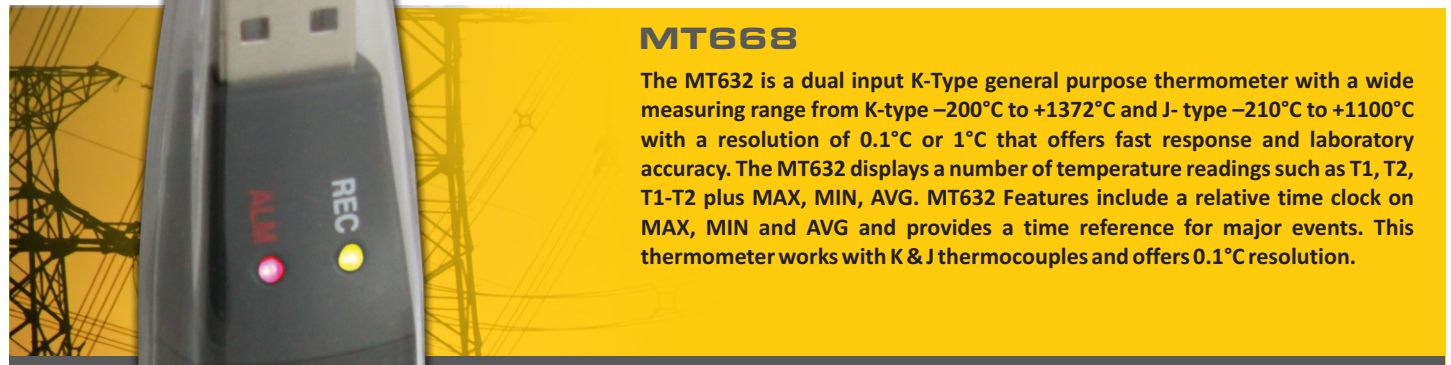 MT668
The MT632 is a dual input K-Type general purpose thermometer with a wide
measuring range from K-type –200°C to +1372°C and J- type –210°C to +1100°C
with a resolution of 0.1°C or 1°C that offers fast response and laboratory
accuracy. The MT632 displays a number of temperature readings such as T1, T2,
T1-T2 plus MAX, MIN, AVG. MT632 Features include a relative time clock on
MAX, MIN and AVG and provides a time reference for major events. This
thermometer works with K & J thermocouples and offers 0.1°C resolution.
REC
ALM